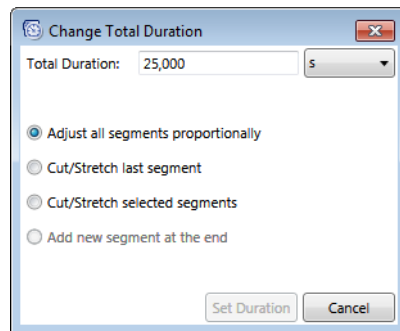 Change Total Duration
Total Duration: 25,000 s
Adjust all segments proportionally
Cut/Stretch last segment
Cut/Stretch selected segments
Add new segment at the end
Set Duration Cancel